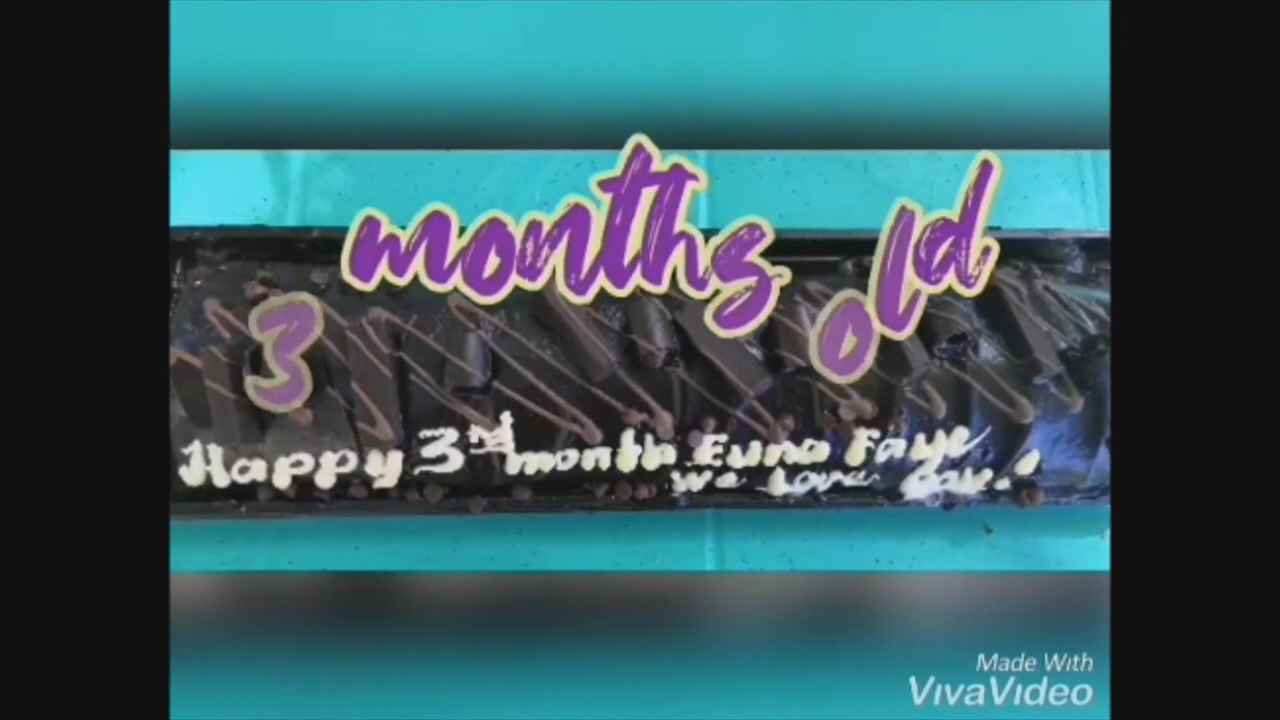 3 months old
Happy 3rd month Euna Faye
we love you!
Made With
VivaVideo